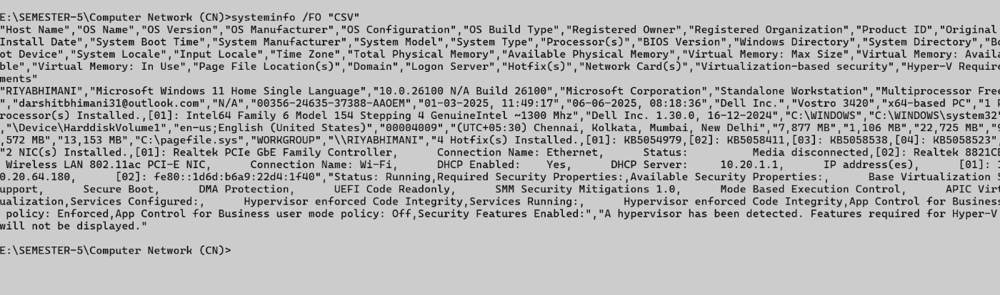 E:\SEMESTER-5\Computer Network (CN)>systeminfo /FO "CSV"
"Host Name","OS Name","OS Version","OS Manufacturer","OS Configuration","OS Build Type","Registered Owner","Registered Organization","Product ID","Original
Install Date","System Boot Time","System Manufacturer","System Model","System Type","Processor(s)","BIOS Version","Windows Directory","System Directory","Bo
ot Device","System Locale","Input Locale","Time Zone","Total Physical Memory","Available Physical Memory","Virtual Memory: Max Size","Virtual Memory: Availa
ble","Virtual Memory: In Use","Page File Location(s)","Domain","Logon Server","Hotfix(s)","Network Card(s)","Virtualization-based security","Hyper-V Require
ments"
"RIYABHIMANI","Microsoft Windows 11 Home Single Language","10.0.26100 N/A Build 26100","Microsoft Corporation","Standalone Workstation","Multiprocessor Free
","darshitbhimani31@outlook.com","N/A","00356-24635-37388-AAOEM","01-03-2025, 11:49:17","06-06-2025, 08:18:36","Dell Inc.","Vostro 3420","x64-based PC","1 P
rocessor(s) Installed.,[01]: Intel64 Family 6 Model 154 Stepping 4 GenuineIntel ~1300 Mhz","Dell Inc. 1.30.0, 16-12-2024","C:\WINDOWS","C:\WINDOWS\system32"
,"\Device\HarddiskVolume1","en-us;English (United States)","00004009","(UTC+05:30) Chennai, Kolkata, Mumbai, New Delhi","7,877 MB","1,106 MB","22,725 MB","9
,572 MB","13,153 MB","C:\pagefile.sys","WORKGROUP","\\RIYABHIMANI","4 Hotfix(s) Installed.,[01]: KB5054979,[02]: KB5058411,[03]: KB5058538,[04]: KB5058523",
"2 NIC(s) Installed.,[01]: Realtek PCIe GbE Family Controller,      Connection Name: Ethernet,      Status:          Media disconnected,[02]: Realtek 8821CE
Wireless LAN 802.11ac PCI-E NIC,      Connection Name: Wi-Fi,      DHCP Enabled:    Yes,      DHCP Server:     10.20.1.1,      IP address(es),      [01]: 1
0.20.64.180,      [02]: fe80::1d6d:b6a9:22d4:1f40","Status: Running,Required Security Properties:,Available Security Properties:,      Base Virtualization S
upport,      Secure Boot,      DMA Protection,      UEFI Code Readonly,      SMM Security Mitigations 1.0,      Mode Based Execution Control,      APIC Virt
ualization,Services Configured:,      Hypervisor enforced Code Integrity,Services Running:,      Hypervisor enforced Code Integrity,App Control for Business
policy: Enforced,App Control for Business user mode policy: Off,Security Features Enabled:","A hypervisor has been detected. Features required for Hyper-V
will not be displayed."
E:\SEMESTER-5\Computer Network (CN)>